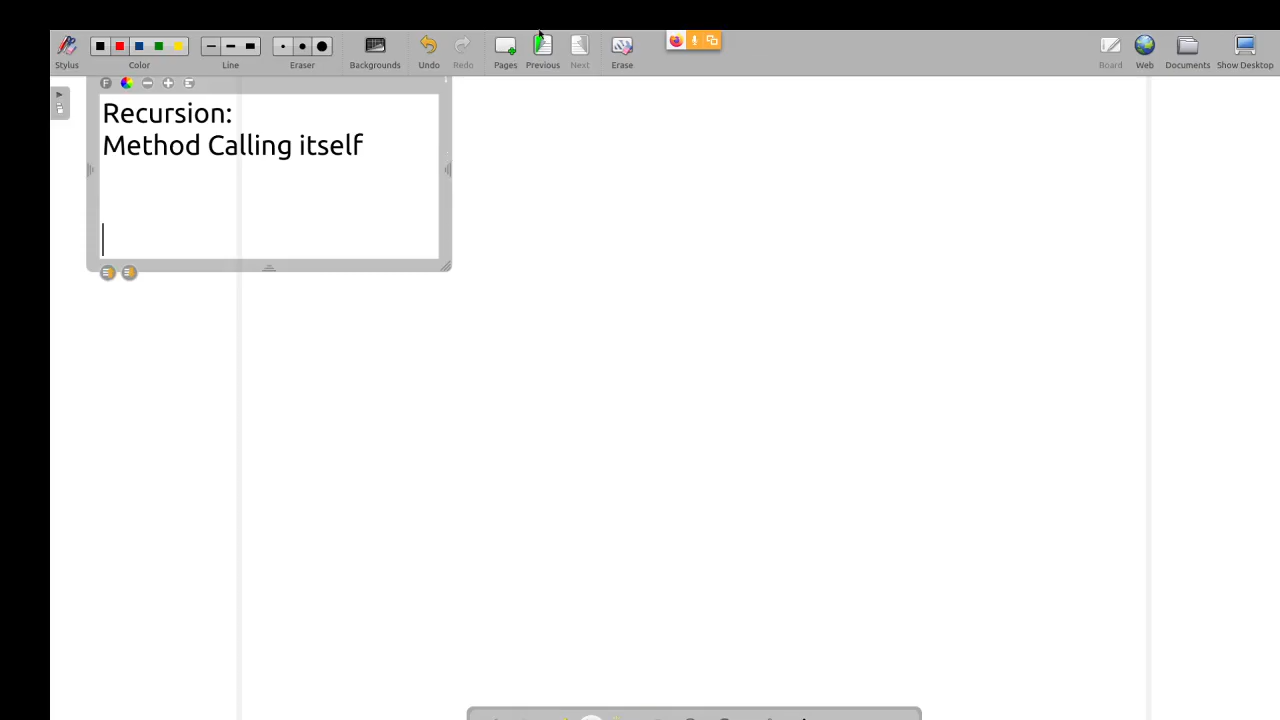 Stylus
Color
Line
Eraser
Backgrounds
Undo
Redo
Pages
Previous
Next
Erase
Board
Web
Documents
Show Desktop
F
Recursion:
Method Calling itself